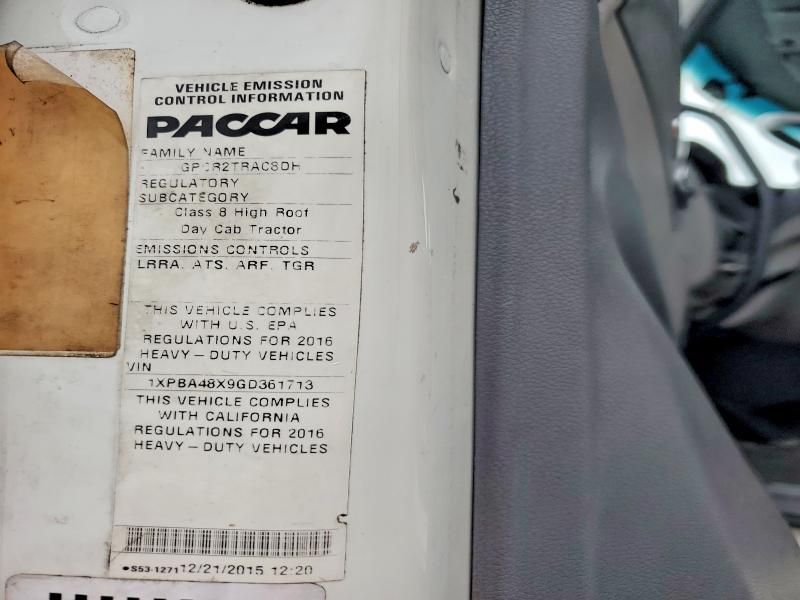 VEHICLE EMISSION
CONTROL INFORMATION
PACCAR
FAMILY NAME
REGULATORY
SUBCATEGORY
Class 8 High Roof
Day Cab Tractor
EMISSIONS CONTROLS
LRRA, ATS, ARF, TGR
THIS VEHICLE COMPLIES
WITH U.S. EPA
REGULATIONS FOR 2016
HEAVY – DUTY VEHICLES
VIN
1XPBA48X9GD361713
THIS VEHICLE COMPLIES
WITH CALIFORNIA
REGULATIONS FOR 2016
HEAVY – DUTY VEHICLES
•S53-1271 12/21/2015 12:20